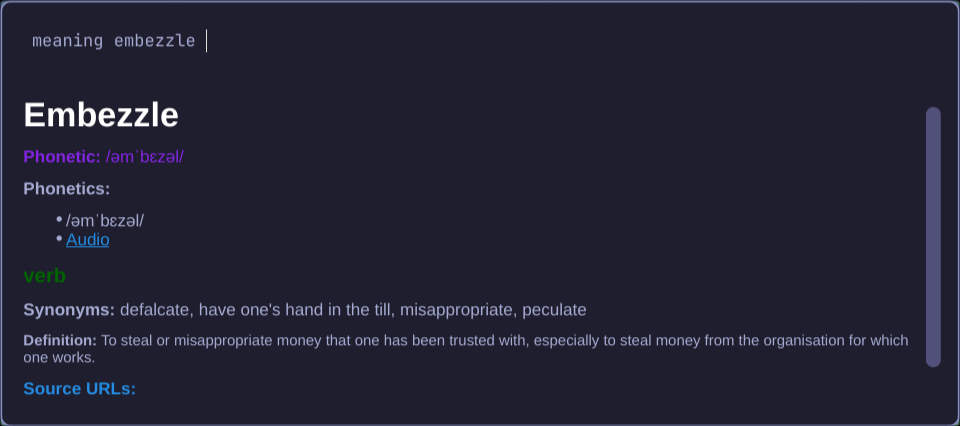 meaning embezzle
Embezzle
Phonetic: /əmˈbɛzəl/
Phonetics:
• /əmˈbɛzəl/
• Audio
verb
Synonyms: defalcate, have one's hand in the till, misappropriate, peculate
Definition: To steal or misappropriate money that one has been trusted with, especially to steal money from the organisation for which
one works.
Source URLs: